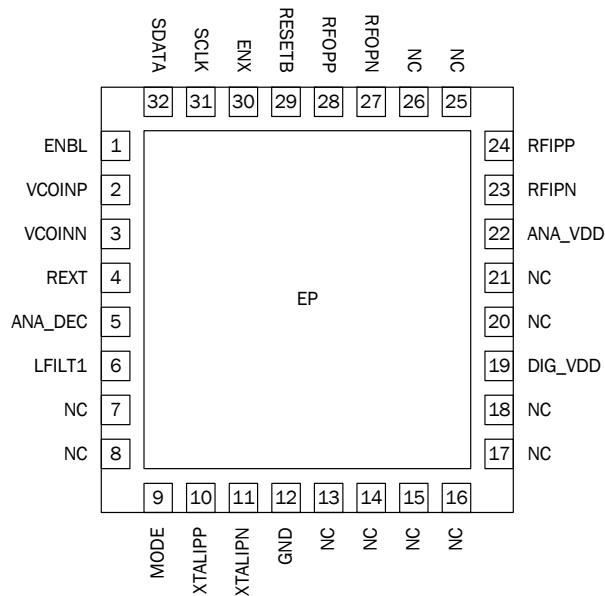 SDATA
SCLK
ENX
RESETB
RFOPP
RFOPN
NC
NC
32 31 30 29 28 27 26 25
ENBL 1
VCOINP 2
VCOINN 3
REXT 4
ANA_DEC 5
LFILT1 6
NC 7
NC 8
EP
24 RFIPP
23 RFIPN
22 ANA_VDD
21 NC
20 NC
19 DIG_VDD
18 NC
17 NC
9 10 11 12 13 14 15 16
MODE
XTALIPP
XTALIPN
GND
NC
NC
NC
NC